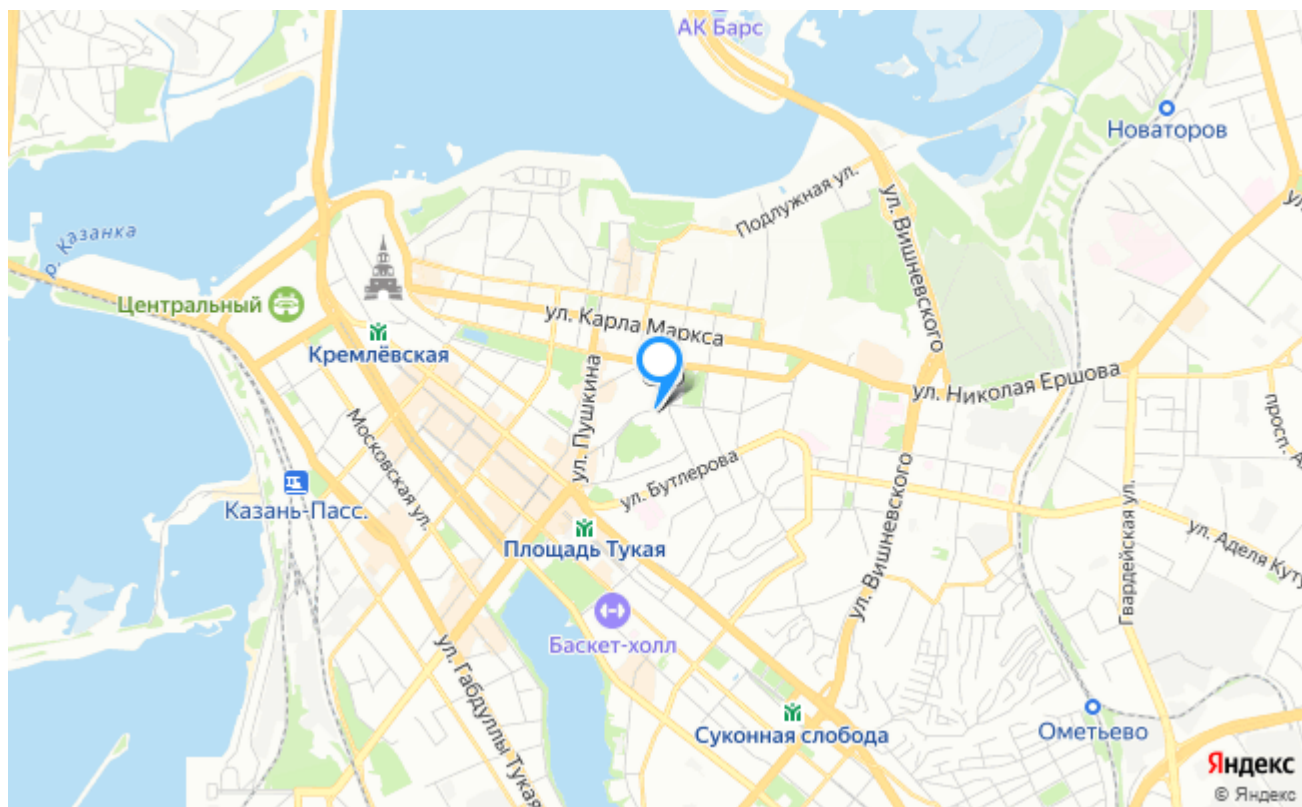 АК Барс
Новаторов
Подлужная ул.
ул. Вишневского
р. Казанка
Центральный
ул. Карла Маркса
Кремлёвская
ул. Николая Ершова
ул. Пушкина
Московская ул.
просп. А
ул. Бутлерова
Казань-Пасс.
Площадь Тукая
ул. Вишневского
Гвардейская ул.
ул. Аделя Куту
Баскет-холл
ул. Габдуллы Тукая
Суконная слобода
Ометьево
Яндекс
© Яндекс